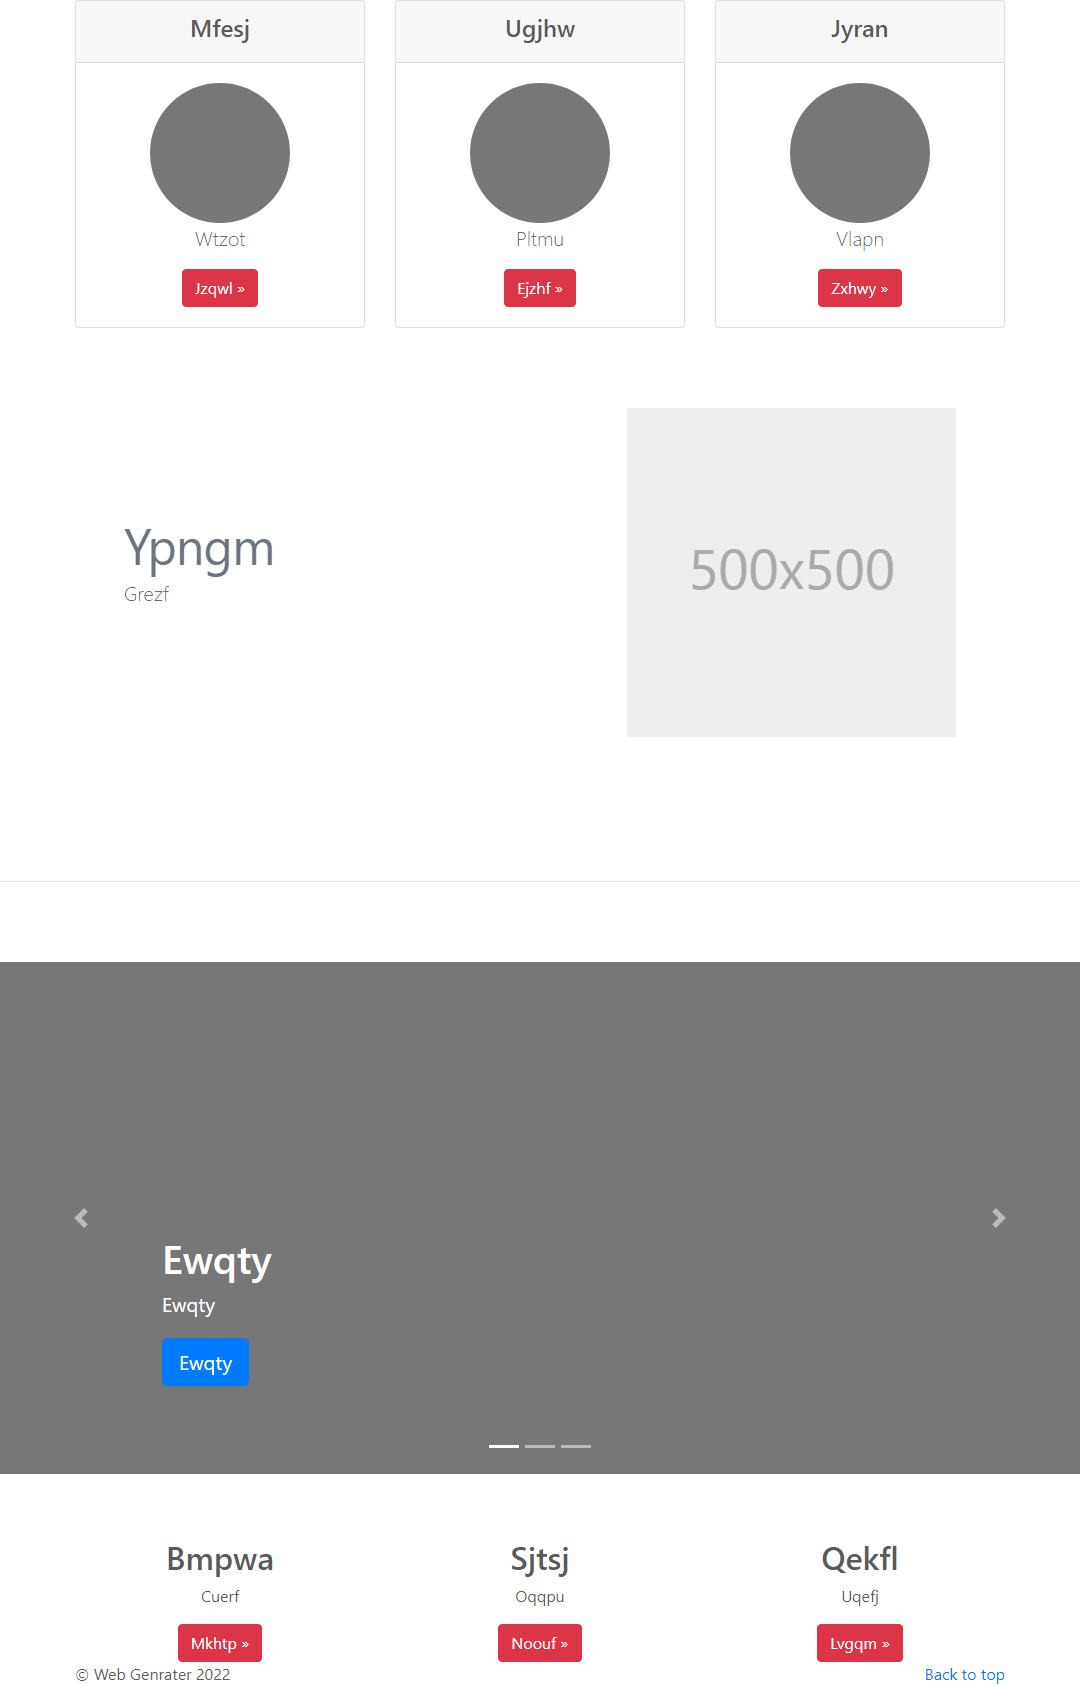 Mfesj
Ugjhw
Jyran
Wtzot
Pltmu
Vlapn
Jzqwl »
Ejzhf »
Zxhwy »
Ypngm
Grezf
500x500
Ewqty
Ewqty
Ewqty
Bmpwa
Sjtsj
Qekfl
Cuerf
Oqqpu
Uqefj
Mkhtp »
Noouf »
Lvgqm »
© Web Genrater 2022
Back to top